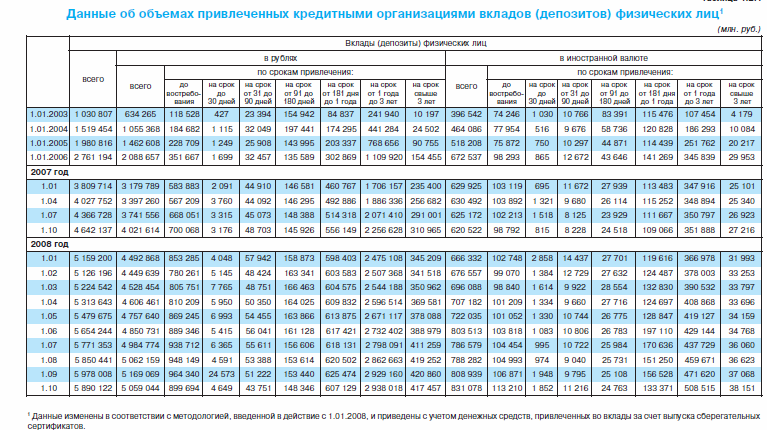 Данные об объемах привлеченных кредитными организациями вкладов (депозитов) физических лиц¹
(млн. руб.)
Вклады (депозиты) физических лиц
всего
в рублях
в иностранной валюте
всего
по срокам привлечения:
всего
по срокам привлечения:
до востребования
на срок до 30 дней
на срок от 31 до 90 дней
на срок от 91 до 180 дней
на срок от 181 дня до 1 года
на срок от 1 года до 3 лет
на срок свыше 3 лет
до востребования
на срок до 30 дней
на срок от 31 до 90 дней
на срок от 91 до 180 дней
на срок от 181 дня до 1 года
на срок от 1 года до 3 лет
на срок свыше 3 лет
1.01.2003 1 030 807 634 265 118 528 427 23 394 154 942 84 837 241 940 10 197 396 542 74 246 1 030 10 766 83 391 115 476 107 454 4 179
1.01.2004 1 519 454 1 055 368 184 682 1 115 32 049 197 441 174 295 441 284 24 502 464 086 77 954 516 9 676 58 736 120 828 186 293 10 084
1.01.2005 1 980 816 1 462 608 228 709 1 249 25 908 143 995 203 337 768 656 90 755 518 208 75 872 750 10 297 44 871 114 439 251 762 20 217
1.01.2006 2 761 194 2 088 657 351 667 1 699 32 457 135 589 302 869 1 109 920 154 455 672 537 98 293 865 12 672 43 646 141 269 345 839 29 953
2007 год
1.01 3 809 714 3 179 789 583 883 2 091 44 910 146 581 460 767 1 706 157 235 400 629 925 103 119 695 11 672 27 939 113 483 347 916 25 101
1.04 4 027 752 3 397 260 567 209 3 760 44 092 146 295 492 886 1 886 336 256 682 630 492 103 892 1 321 9 680 26 114 115 252 348 894 25 340
1.07 4 366 728 3 741 556 668 051 3 315 45 073 148 388 514 318 2 071 410 291 001 625 172 102 213 1 518 8 125 23 929 111 667 350 797 26 923
1.10 4 642 137 4 021 614 700 068 3 176 48 703 145 926 556 149 2 256 628 310 965 620 522 98 792 815 8 228 24 518 109 066 351 888 27 216
2008 год
1.01 5 159 200 4 492 868 853 285 4 048 57 942 158 873 598 403 2 475 108 345 209 666 332 102 748 2 858 14 437 27 701 119 616 366 978 31 993
1.02 5 126 196 4 449 639 780 261 5 145 48 424 163 341 603 583 2 507 368 341 518 676 557 99 070 1 384 12 729 27 632 124 487 378 003 33 253
1.03 5 224 542 4 528 454 805 751 7 765 48 751 166 463 604 575 2 544 188 350 962 696 088 98 840 1 614 9 922 28 554 132 830 390 532 33 797
1.04 5 313 643 4 606 461 810 209 5 950 50 350 164 025 609 832 2 596 514 369 581 707 182 101 209 1 334 9 660 27 716 124 697 408 868 33 696
1.05 5 479 675 4 757 640 869 245 6 993 54 455 163 866 613 875 2 671 117 378 088 722 035 101 052 1 330 10 744 26 775 128 847 419 127 34 159
1.06 5 654 244 4 850 731 889 346 5 415 56 041 161 128 617 421 2 732 402 388 979 803 513 103 818 1 083 10 806 26 783 197 110 429 144 34 768
1.07 5 771 353 4 984 774 938 712 6 365 55 611 156 606 618 131 2 798 091 411 259 786 579 104 454 995 10 722 25 984 170 636 437 729 36 060
1.08 5 850 441 5 062 159 948 149 4 591 53 388 153 614 620 502 2 862 663 419 252 788 282 104 993 974 9 040 25 731 151 250 459 671 36 623
1.09 5 978 008 5 169 069 964 340 24 573 51 222 153 440 625 474 2 929 160 420 860 808 939 106 871 1 948 9 795 25 108 156 528 471 620 37 068
1.10 5 890 122 5 059 044 899 694 4 649 43 751 148 346 607 129 2 938 018 417 457 831 078 113 210 1 852 11 216 24 763 133 371 508 515 38 151
¹ Данные изменены в соответствии с методологией, введенной в действие с 1.01.2008, и приведены с учетом денежных средств, привлеченных во вклады за счет выпуска сберегательных
сертификатов.